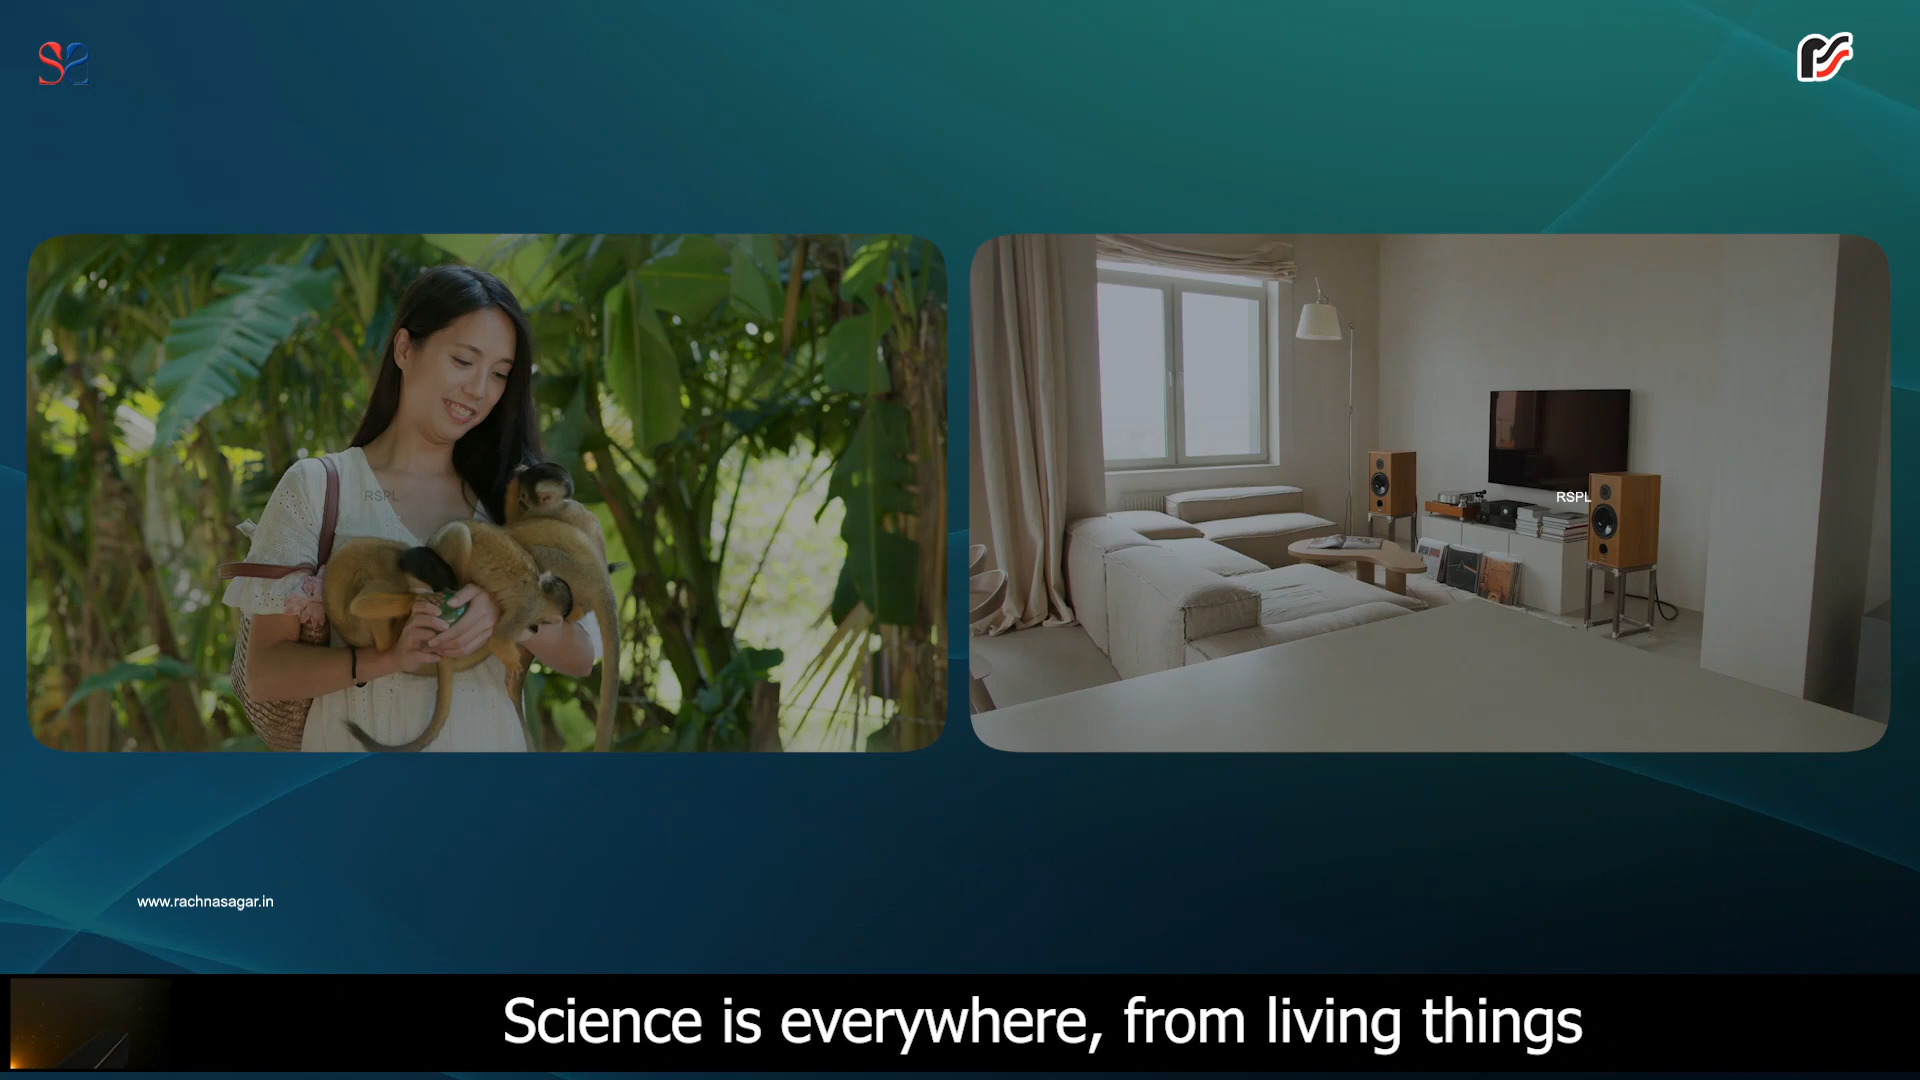 RSPL
RSPL
www.rachnasagar.in
Science is everywhere, from living things